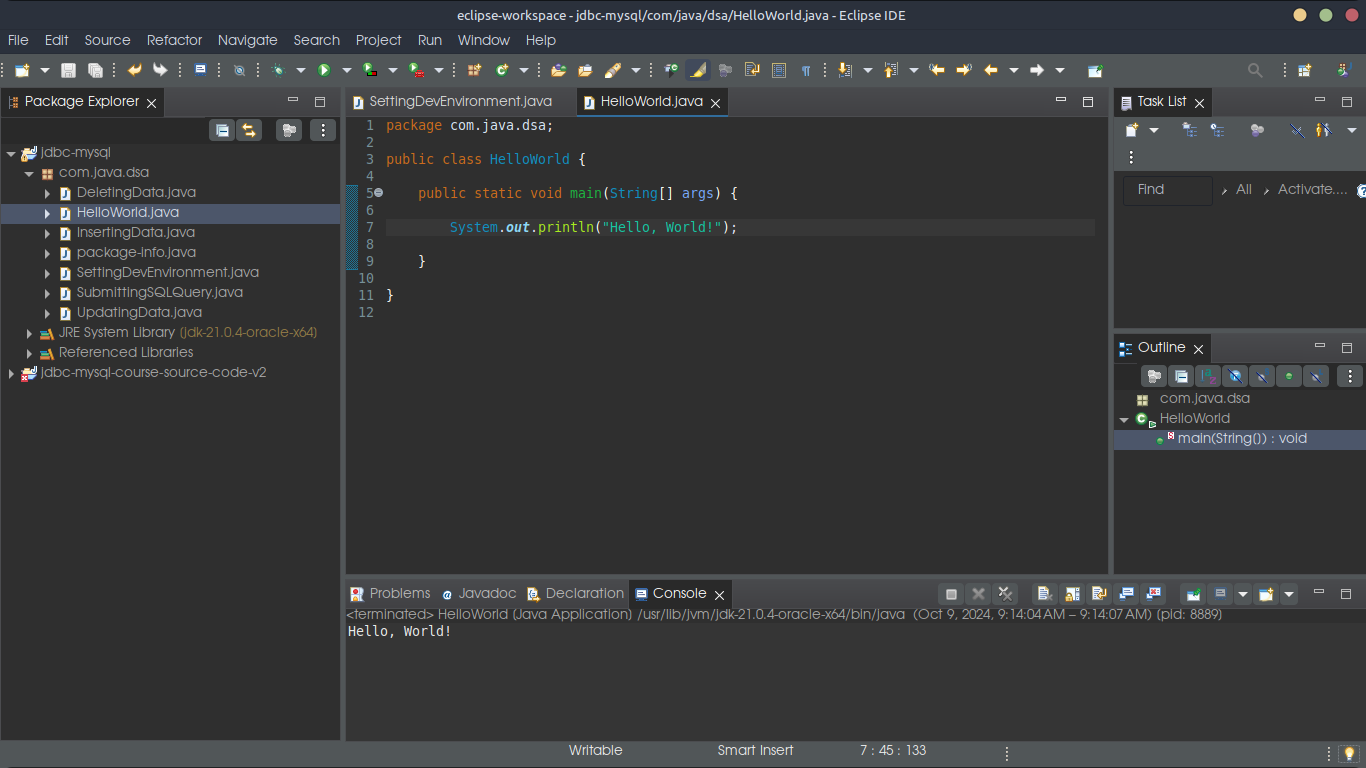 eclipse-workspace - jdbc-mysql/com/java/dsa/HelloWorld.java - Eclipse IDE
File Edit Source Refactor Navigate Search Project Run Window Help
Package Explorer
jdbc-mysql
com.java.dsa
DeletingData.java
HelloWorld.java
InsertingData.java
package-info.java
SettingDevEnvironment.java
SubmittingSQLQuery.java
UpdatingData.java
JRE System Library [jdk-21.0.4-oracle-x64]
Referenced Libraries
jdbc-mysql-course-source-code-v2
SettingDevEnvironment.java HelloWorld.java
1 package com.java.dsa;
2
3 public class HelloWorld {
4
5 public static void main(String[] args) {
6
7 System.out.println("Hello, World!");
8
9 }
10
11 }
12
Task List
Find All Activate....
Outline
com.java.dsa
HelloWorld
main(String[]) : void
Problems Javadoc Declaration Console
<terminated> HelloWorld [Java Application] /usr/lib/jvm/jdk-21.0.4-oracle-x64/bin/java (Oct 9, 2024, 9:14:04 AM – 9:14:07 AM) [pid: 8889]
Hello, World!
Writable Smart Insert 7 : 45 : 133